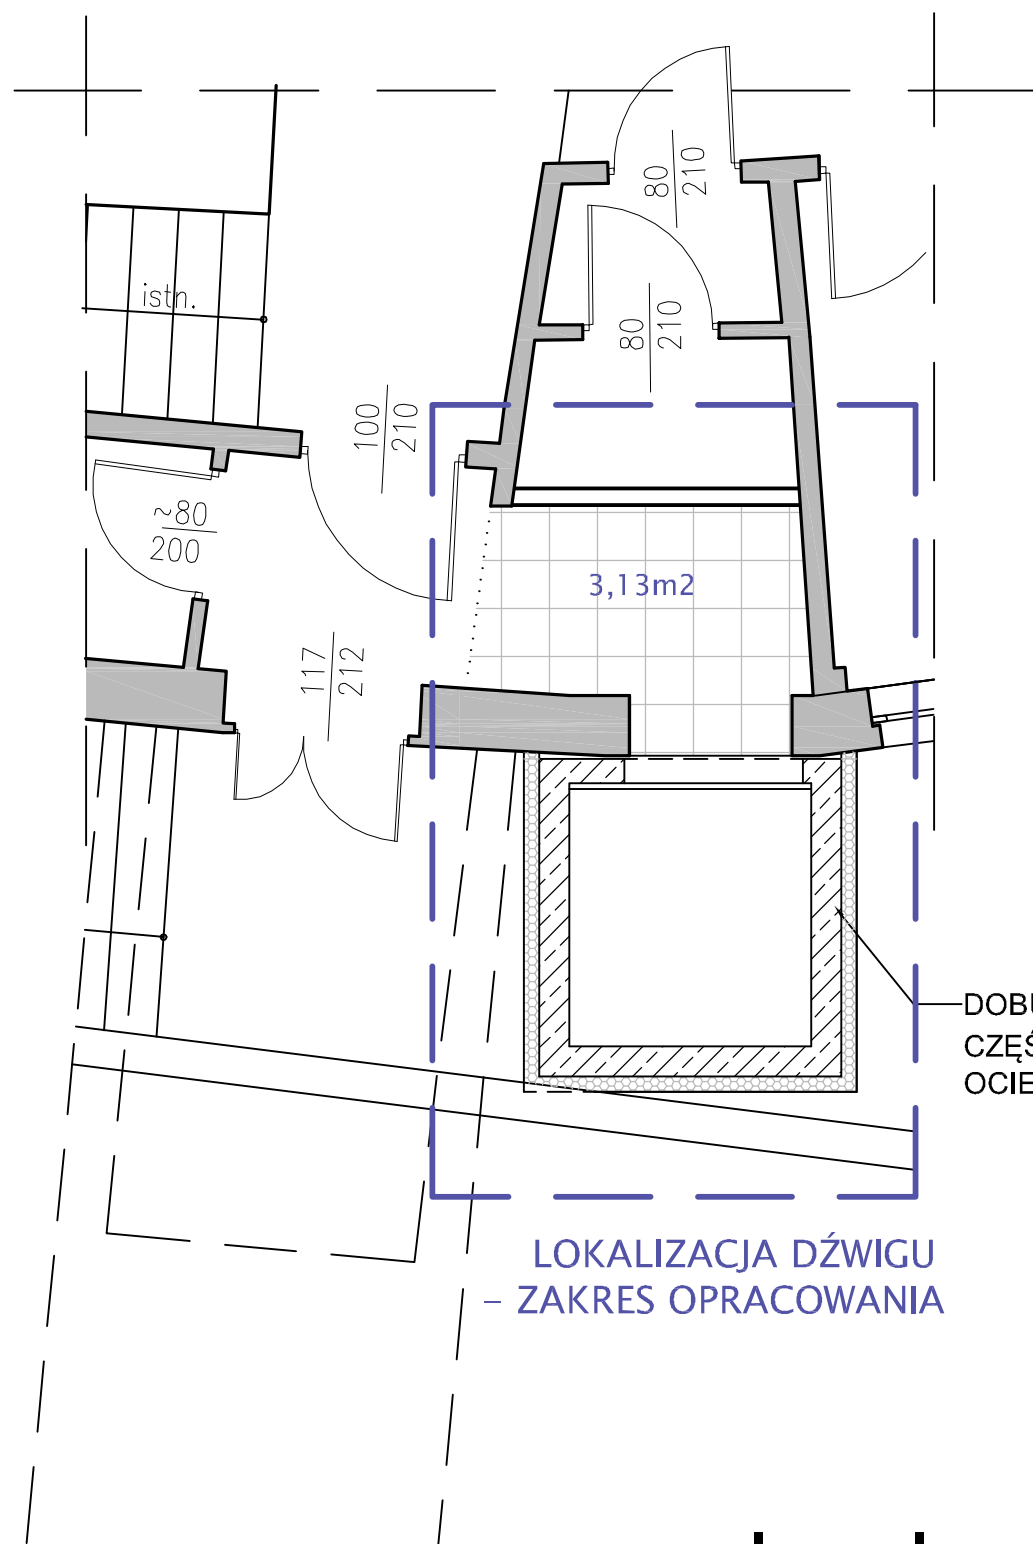 80
210
istn.
80
210
100
210
~80
200
3,13m2
117
212
LOKALIZACJA DŹWIGU
– ZAKRES OPRACOWANIA